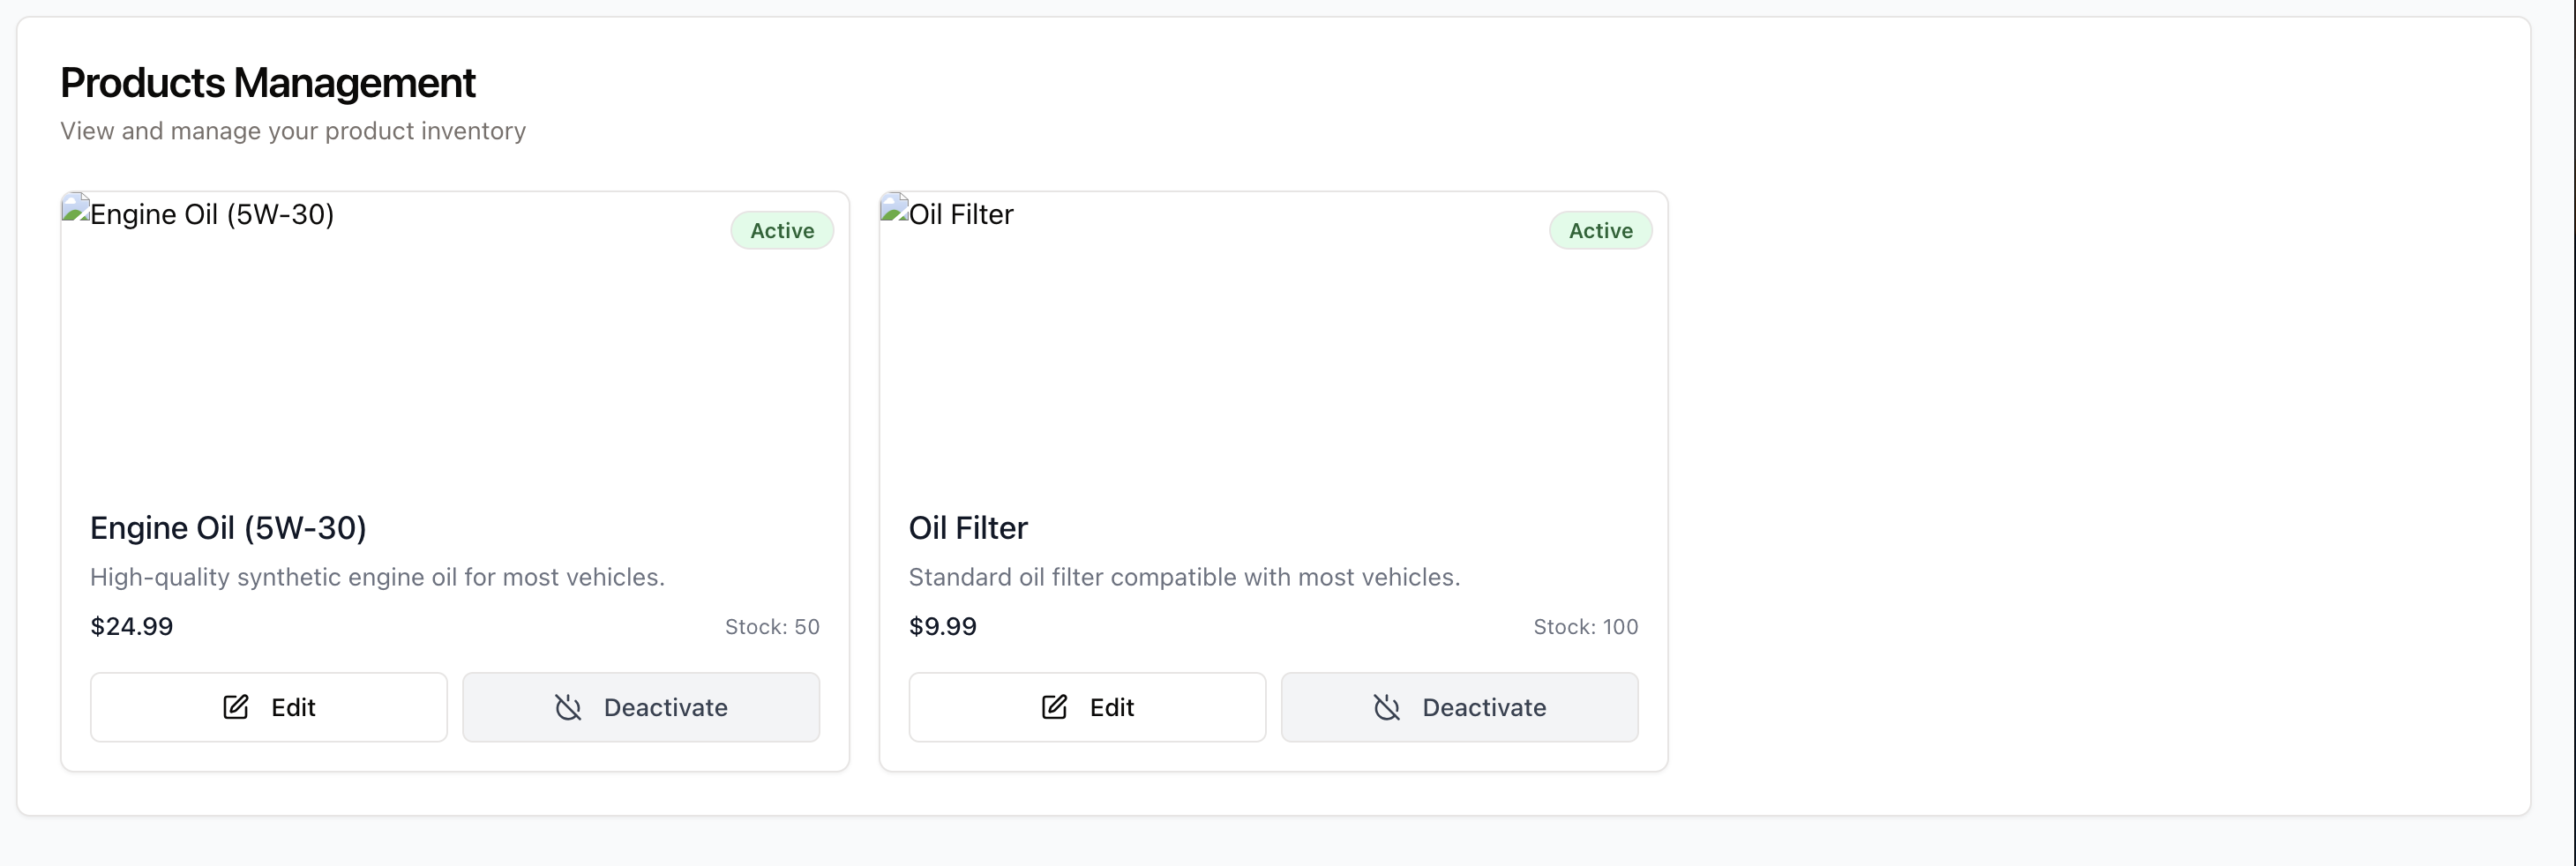 Products Management
View and manage your product inventory
Engine Oil (5W-30)
Active
Engine Oil (5W-30)
High-quality synthetic engine oil for most vehicles.
$24.99
Stock: 50
Edit
Deactivate
Oil Filter
Active
Oil Filter
Standard oil filter compatible with most vehicles.
$9.99
Stock: 100
Edit
Deactivate